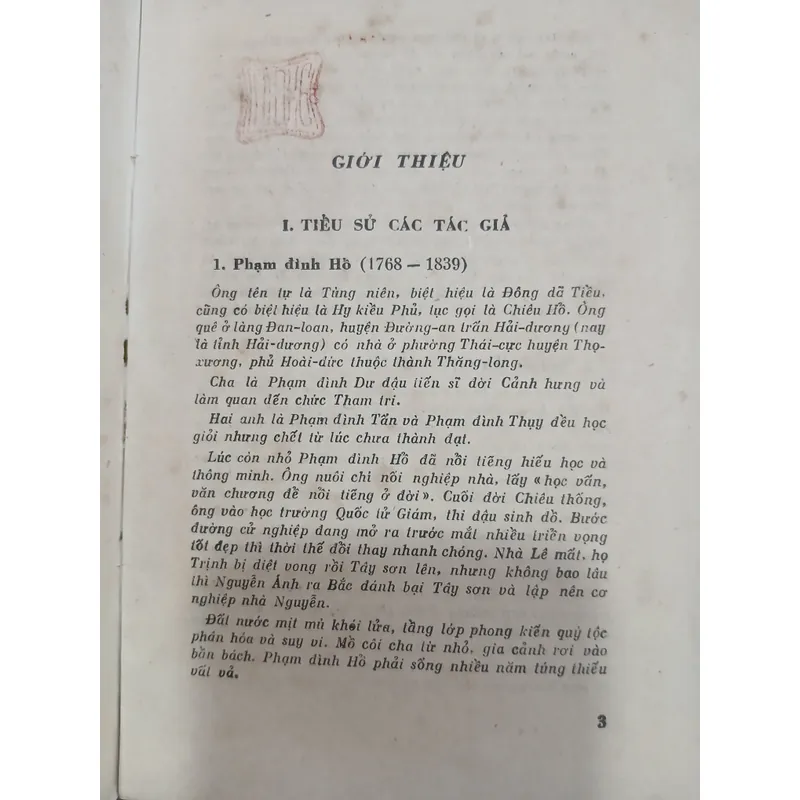 GIỚI THIỆU
I. TIỂU SỬ CÁC TÁC GIẢ
1. Phạm đình Hồ (1768 – 1839)
Ông tên tự là Tùng niên, biệt hiệu là Đông dã Tiều,
cũng có biệt hiệu là Hy kiều Phủ, tục gọi là Chiêu Hồ. Ông
quê ở làng Đan-loan, huyện Đường-an trấn Hải-dương (nay
là tỉnh Hải-dương) có nhà ở phường Thái-cực huyện Thọ-
xương, phủ Hoài-đức thuộc thành Thăng-long.
Cha là Phạm đình Dư đậu tiến sĩ đời Cảnh hưng và
làm quan đến chức Tham tri.
Hai anh là Phạm đình Tấn và Phạm đình Thụy đều học
giỏi nhưng chết từ lúc chưa thành đạt.
Lúc còn nhỏ Phạm đình Hồ đã nổi tiếng hiếu học và
thông minh. Ông nuôi chí nối nghiệp nhà, lấy « học vấn,
văn chương để nổi tiếng ở đời ». Cuối đời Chiêu thống,
ông vào học trường Quốc tử Giám, thi đậu sinh đồ. Bước
đường cử nghiệp đang mở ra trước mắt nhiều triển vọng
tốt đẹp thì thời thế đổi thay nhanh chóng. Nhà Lê mất, họ
Trịnh bị diệt vong rồi Tây sơn lên, nhưng không bao lâu
thì Nguyễn Ánh ra Bắc đánh bại Tây sơn và lập nên cơ
nghiệp nhà Nguyễn.
Đất nước mịt mù khói lửa, tầng lớp phong kiến quý tộc
phân hóa và suy vi. Mồ côi cha từ nhỏ, gia cảnh rơi vào
bần bách. Phạm đình Hồ phải sống nhiều năm túng thiếu
vất vả.
3